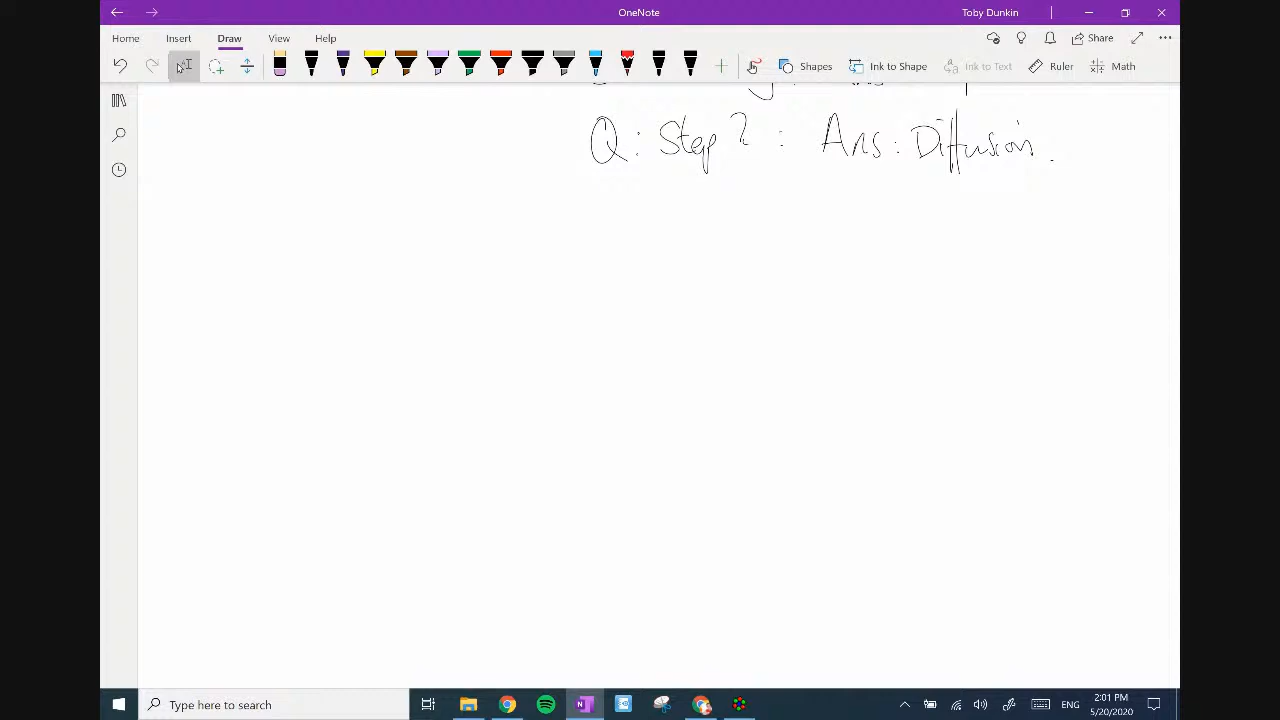 OneNote
Toby Dunkin
Home Insert Draw View Help
Share
Shapes Ink to Shape Ink to Text Ruler Math
Q: Step 2 : Ans: Diffusion.
Type here to search
ENG
2:01 PM
5/20/2020